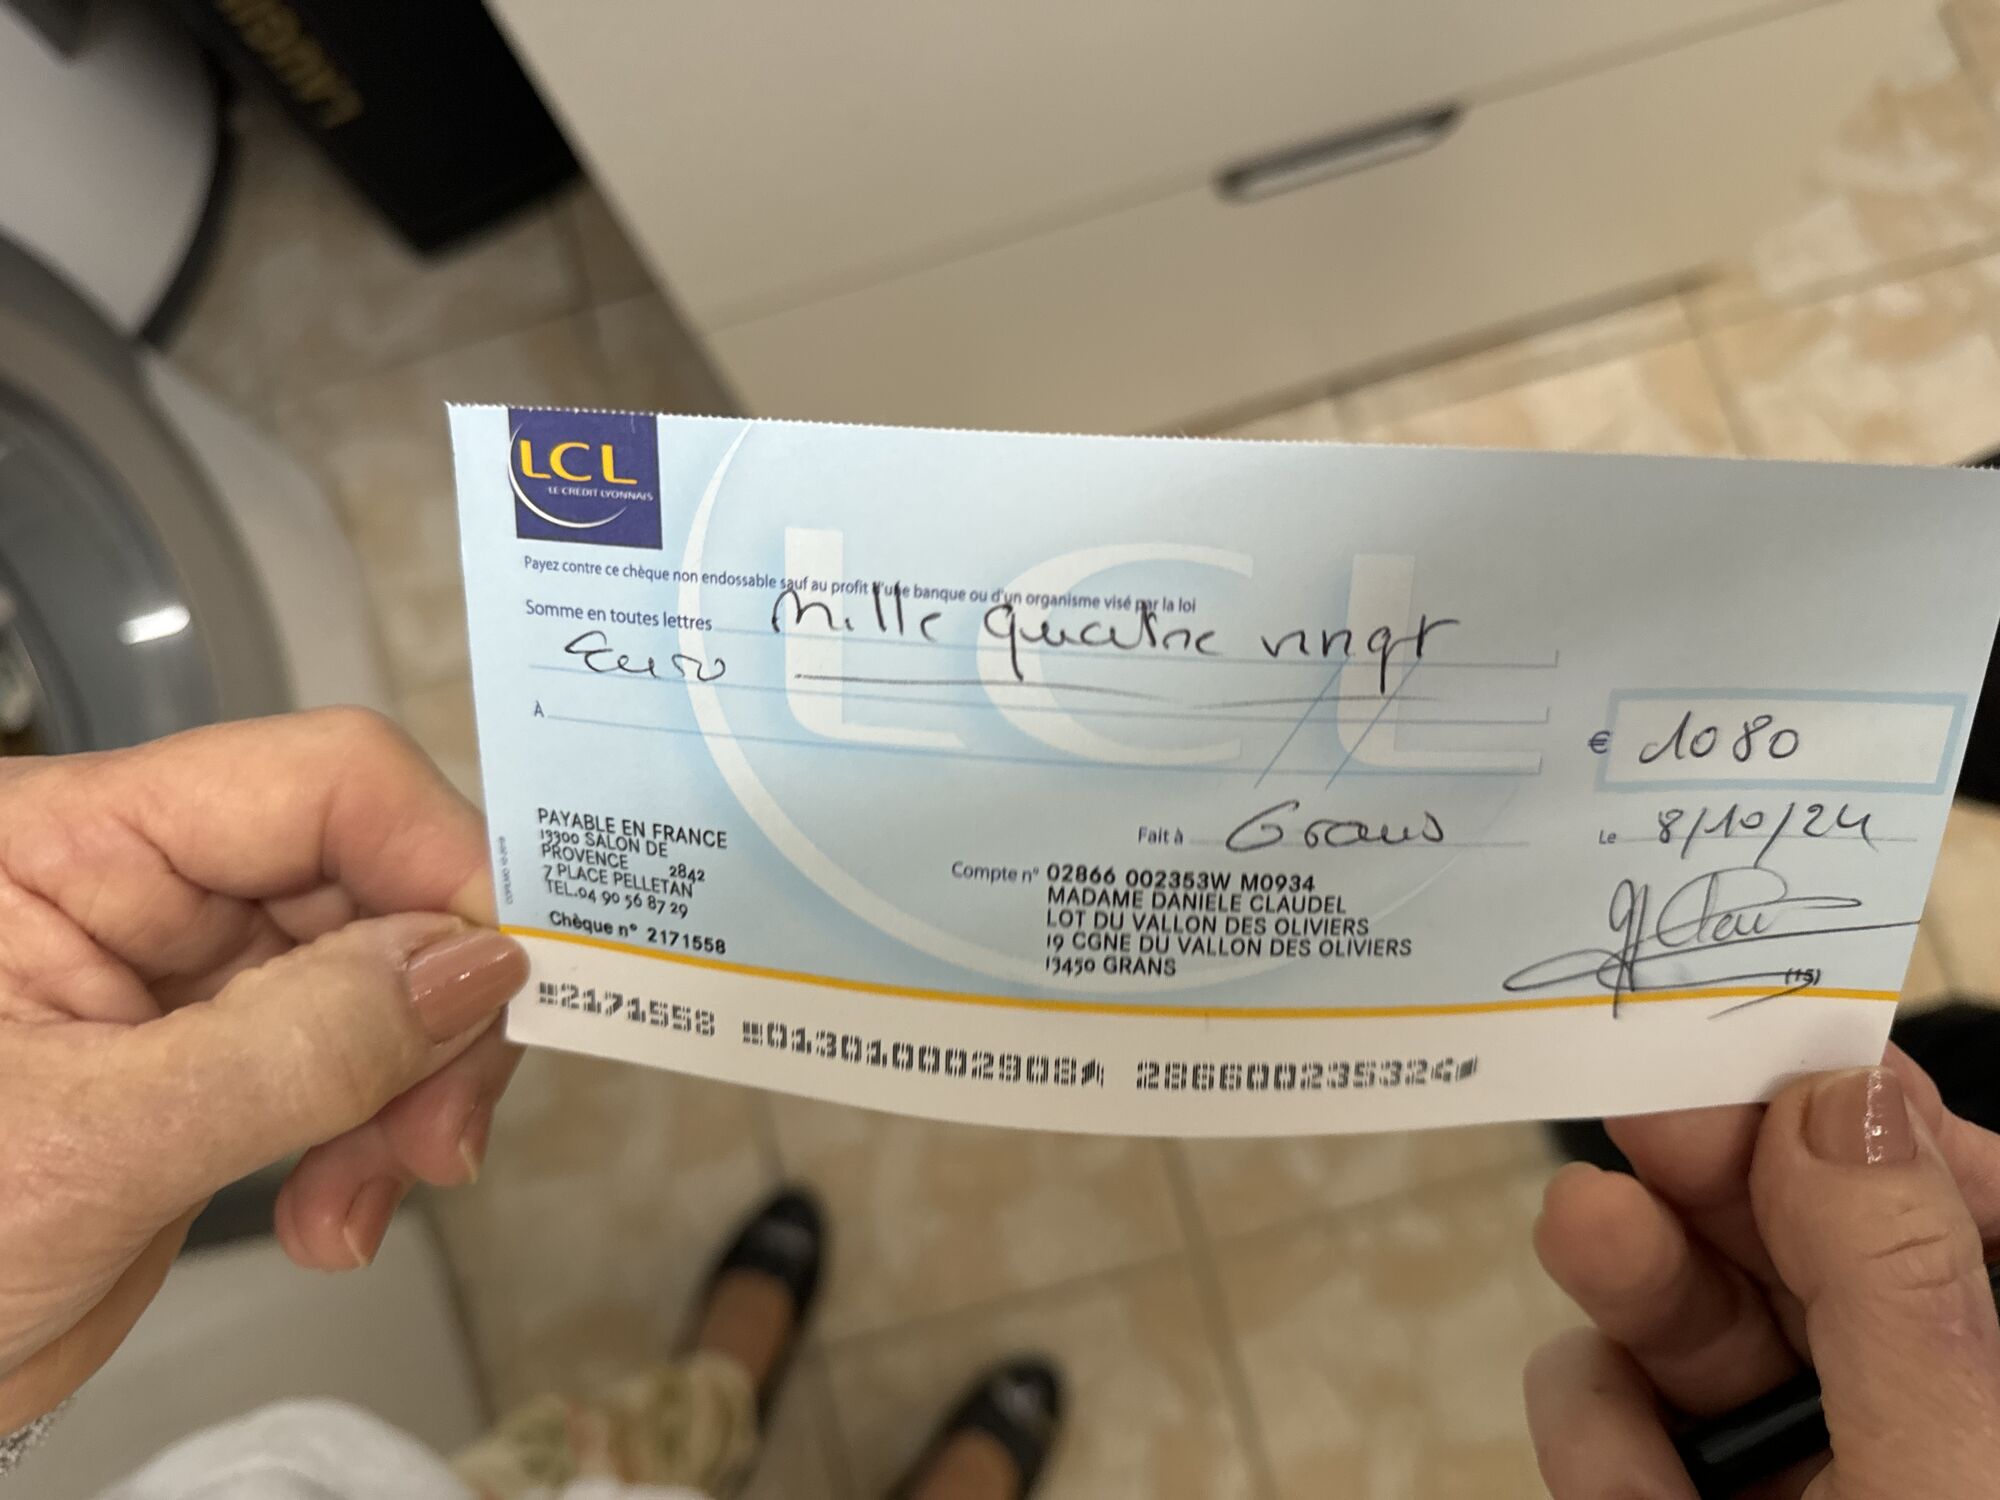 LAUGIE
LCL
LE CRÉDIT LYONNAIS
Payez contre ce chèque non endossable sauf au profit d'une banque ou d'un organisme visé par la loi
Somme en toutes lettres Mille quatre vingt
Euro
À
€ 1080
Fait à Grans Le 8/10/24
PAYABLE EN FRANCE
13300 SALON DE
PROVENCE 2842
7 PLACE PELLETAN
TEL.04 90 56 87 29
Chèque n° 2171558
Compte n° 02866 002353W M0934
MADAME DANIELE CLAUDEL
LOT DU VALLON DES OLIVIERS
19 CGNE DU VALLON DES OLIVIERS
13450 GRANS
(15)
2171558 013010002908 286600235324